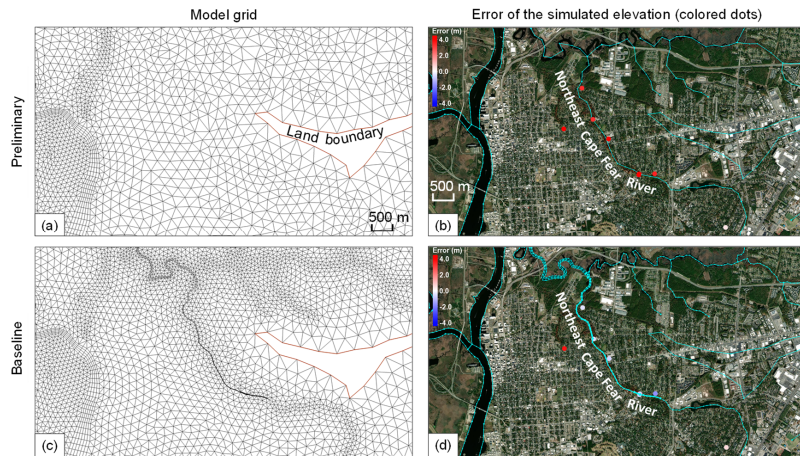 Model grid
Error of the simulated elevation (colored dots)
Preliminary
Land boundary
500 m
(a)
Error (m)
4.0
2.0
0.0
-2.0
-4.0
Northeast Cape Fear River
500 m
(b)
Baseline
(c)
Error (m)
4.0
2.0
0.0
-2.0
-4.0
Northeast Cape Fear River
(d)